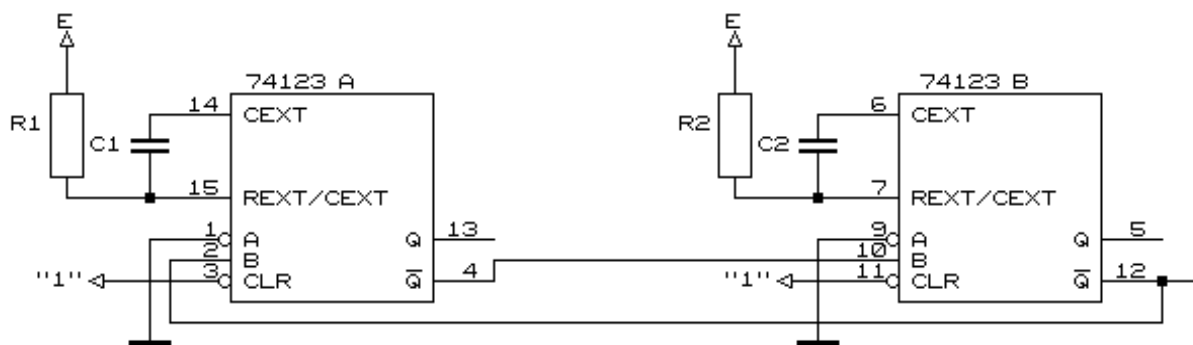 E
E
74123 A
74123 B
14
CEXT
6
CEXT
R1
C1
R2
C2
15
REXT/CEXT
7
REXT/CEXT
1
A
Q
13
9
A
Q
5
2
B
10
B
"1"
3
CLR
Q̅
4
"1"
11
CLR
Q̅
12